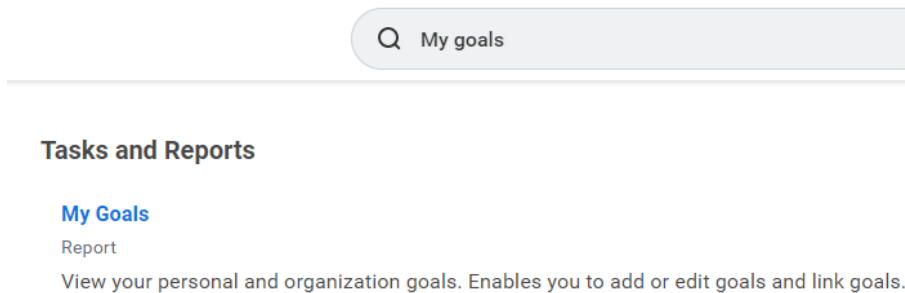 My goals
Tasks and Reports
My Goals
Report
View your personal and organization goals. Enables you to add or edit goals and link goals.